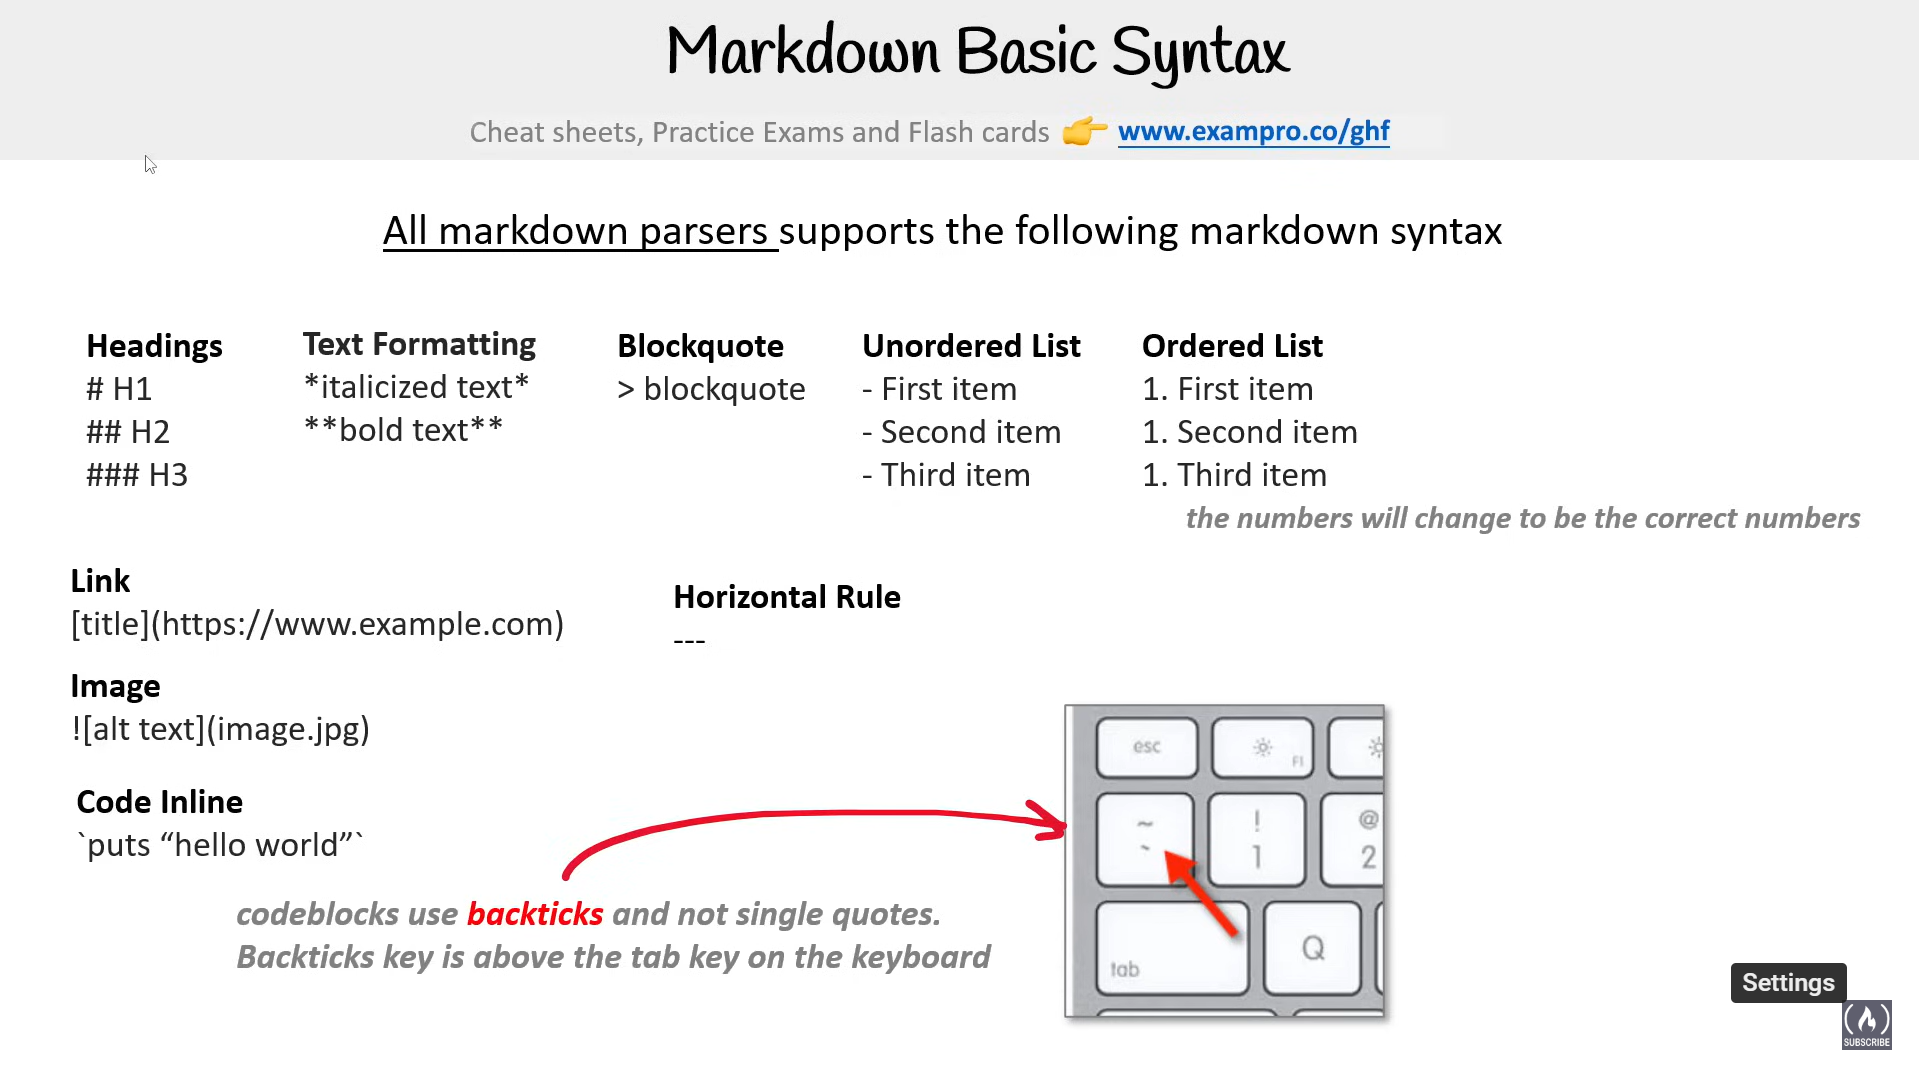 Markdown Basic Syntax
Cheat sheets, Practice Exams and Flash cards 👉 www.exampro.co/ghf
All markdown parsers supports the following markdown syntax
Headings
# H1
## H2
### H3
Text Formatting
*italicized text*
**bold text**
Blockquote
> blockquote
Unordered List
- First item
- Second item
- Third item
Ordered List
1. First item
1. Second item
1. Third item
the numbers will change to be the correct numbers
Link
[title](https://www.example.com)
Horizontal Rule
---
Image
![alt text](image.jpg)
Code Inline
`puts “hello world”`
codeblocks use backticks and not single quotes.
Backticks key is above the tab key on the keyboard
esc
F1
~
`
!
1
@
2
tab
Q
Settings
SUBSCRIBE